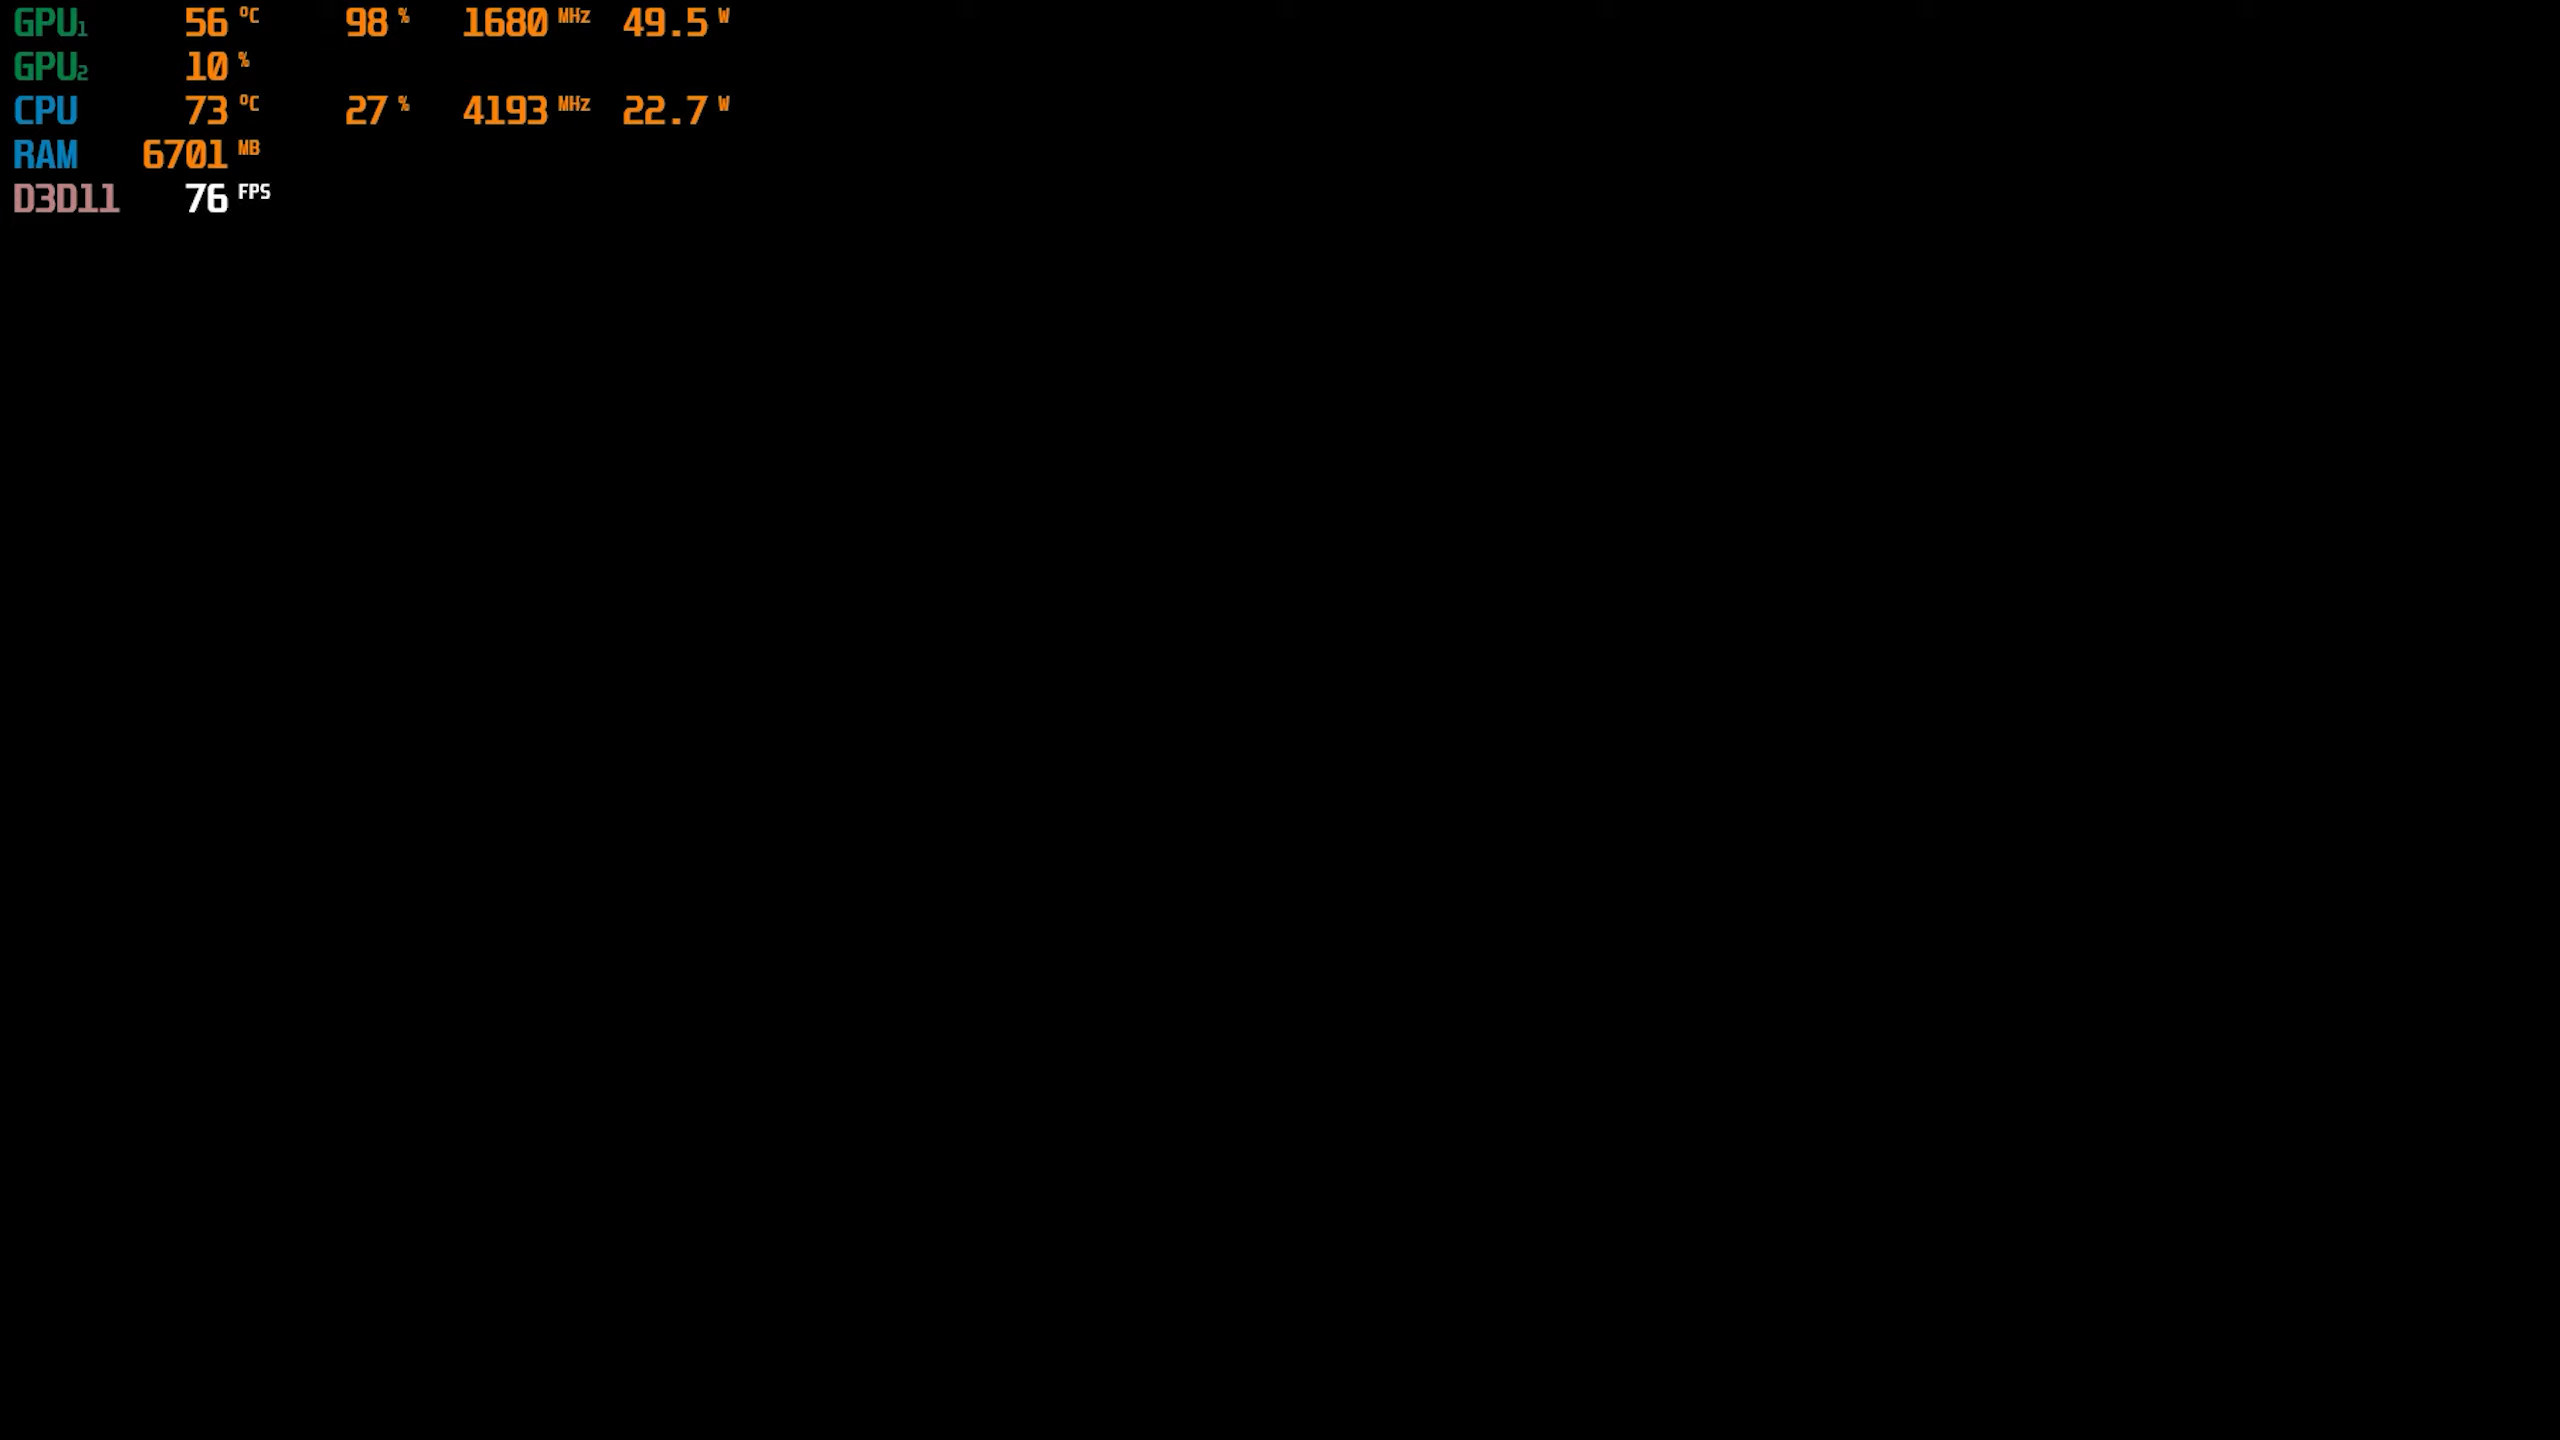 GPU1 56 °C 98 % 1680 MHz 49.5 W
GPU2 10 %
CPU 73 °C 27 % 4193 MHz 22.7 W
RAM 6701 MB
D3D11 76 FPS